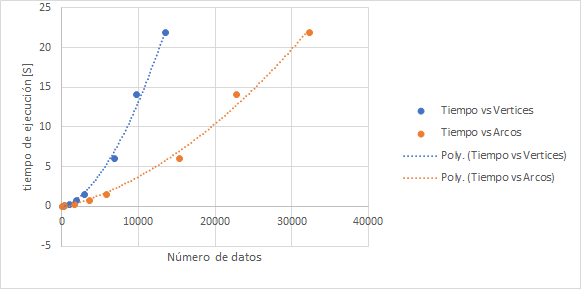 25
20
15
10
5
0
-5
0
10000
20000
30000
40000
tiempo de ejecución [S]
Número de datos
Tiempo vs Vertices
Tiempo vs Arcos
Poly. (Tiempo vs Vertices)
Poly. (Tiempo vs Arcos)